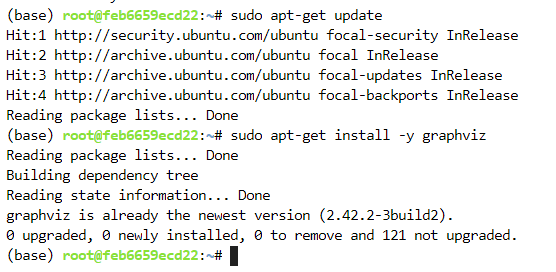 (base) root@feb6659ecd22:~# sudo apt-get update
Hit:1 http://security.ubuntu.com/ubuntu focal-security InRelease
Hit:2 http://archive.ubuntu.com/ubuntu focal InRelease
Hit:3 http://archive.ubuntu.com/ubuntu focal-updates InRelease
Hit:4 http://archive.ubuntu.com/ubuntu focal-backports InRelease
Reading package lists... Done
(base) root@feb6659ecd22:~# sudo apt-get install -y graphviz
Reading package lists... Done
Building dependency tree
Reading state information... Done
graphviz is already the newest version (2.42.2-3build2).
0 upgraded, 0 newly installed, 0 to remove and 121 not upgraded.
(base) root@feb6659ecd22:~#